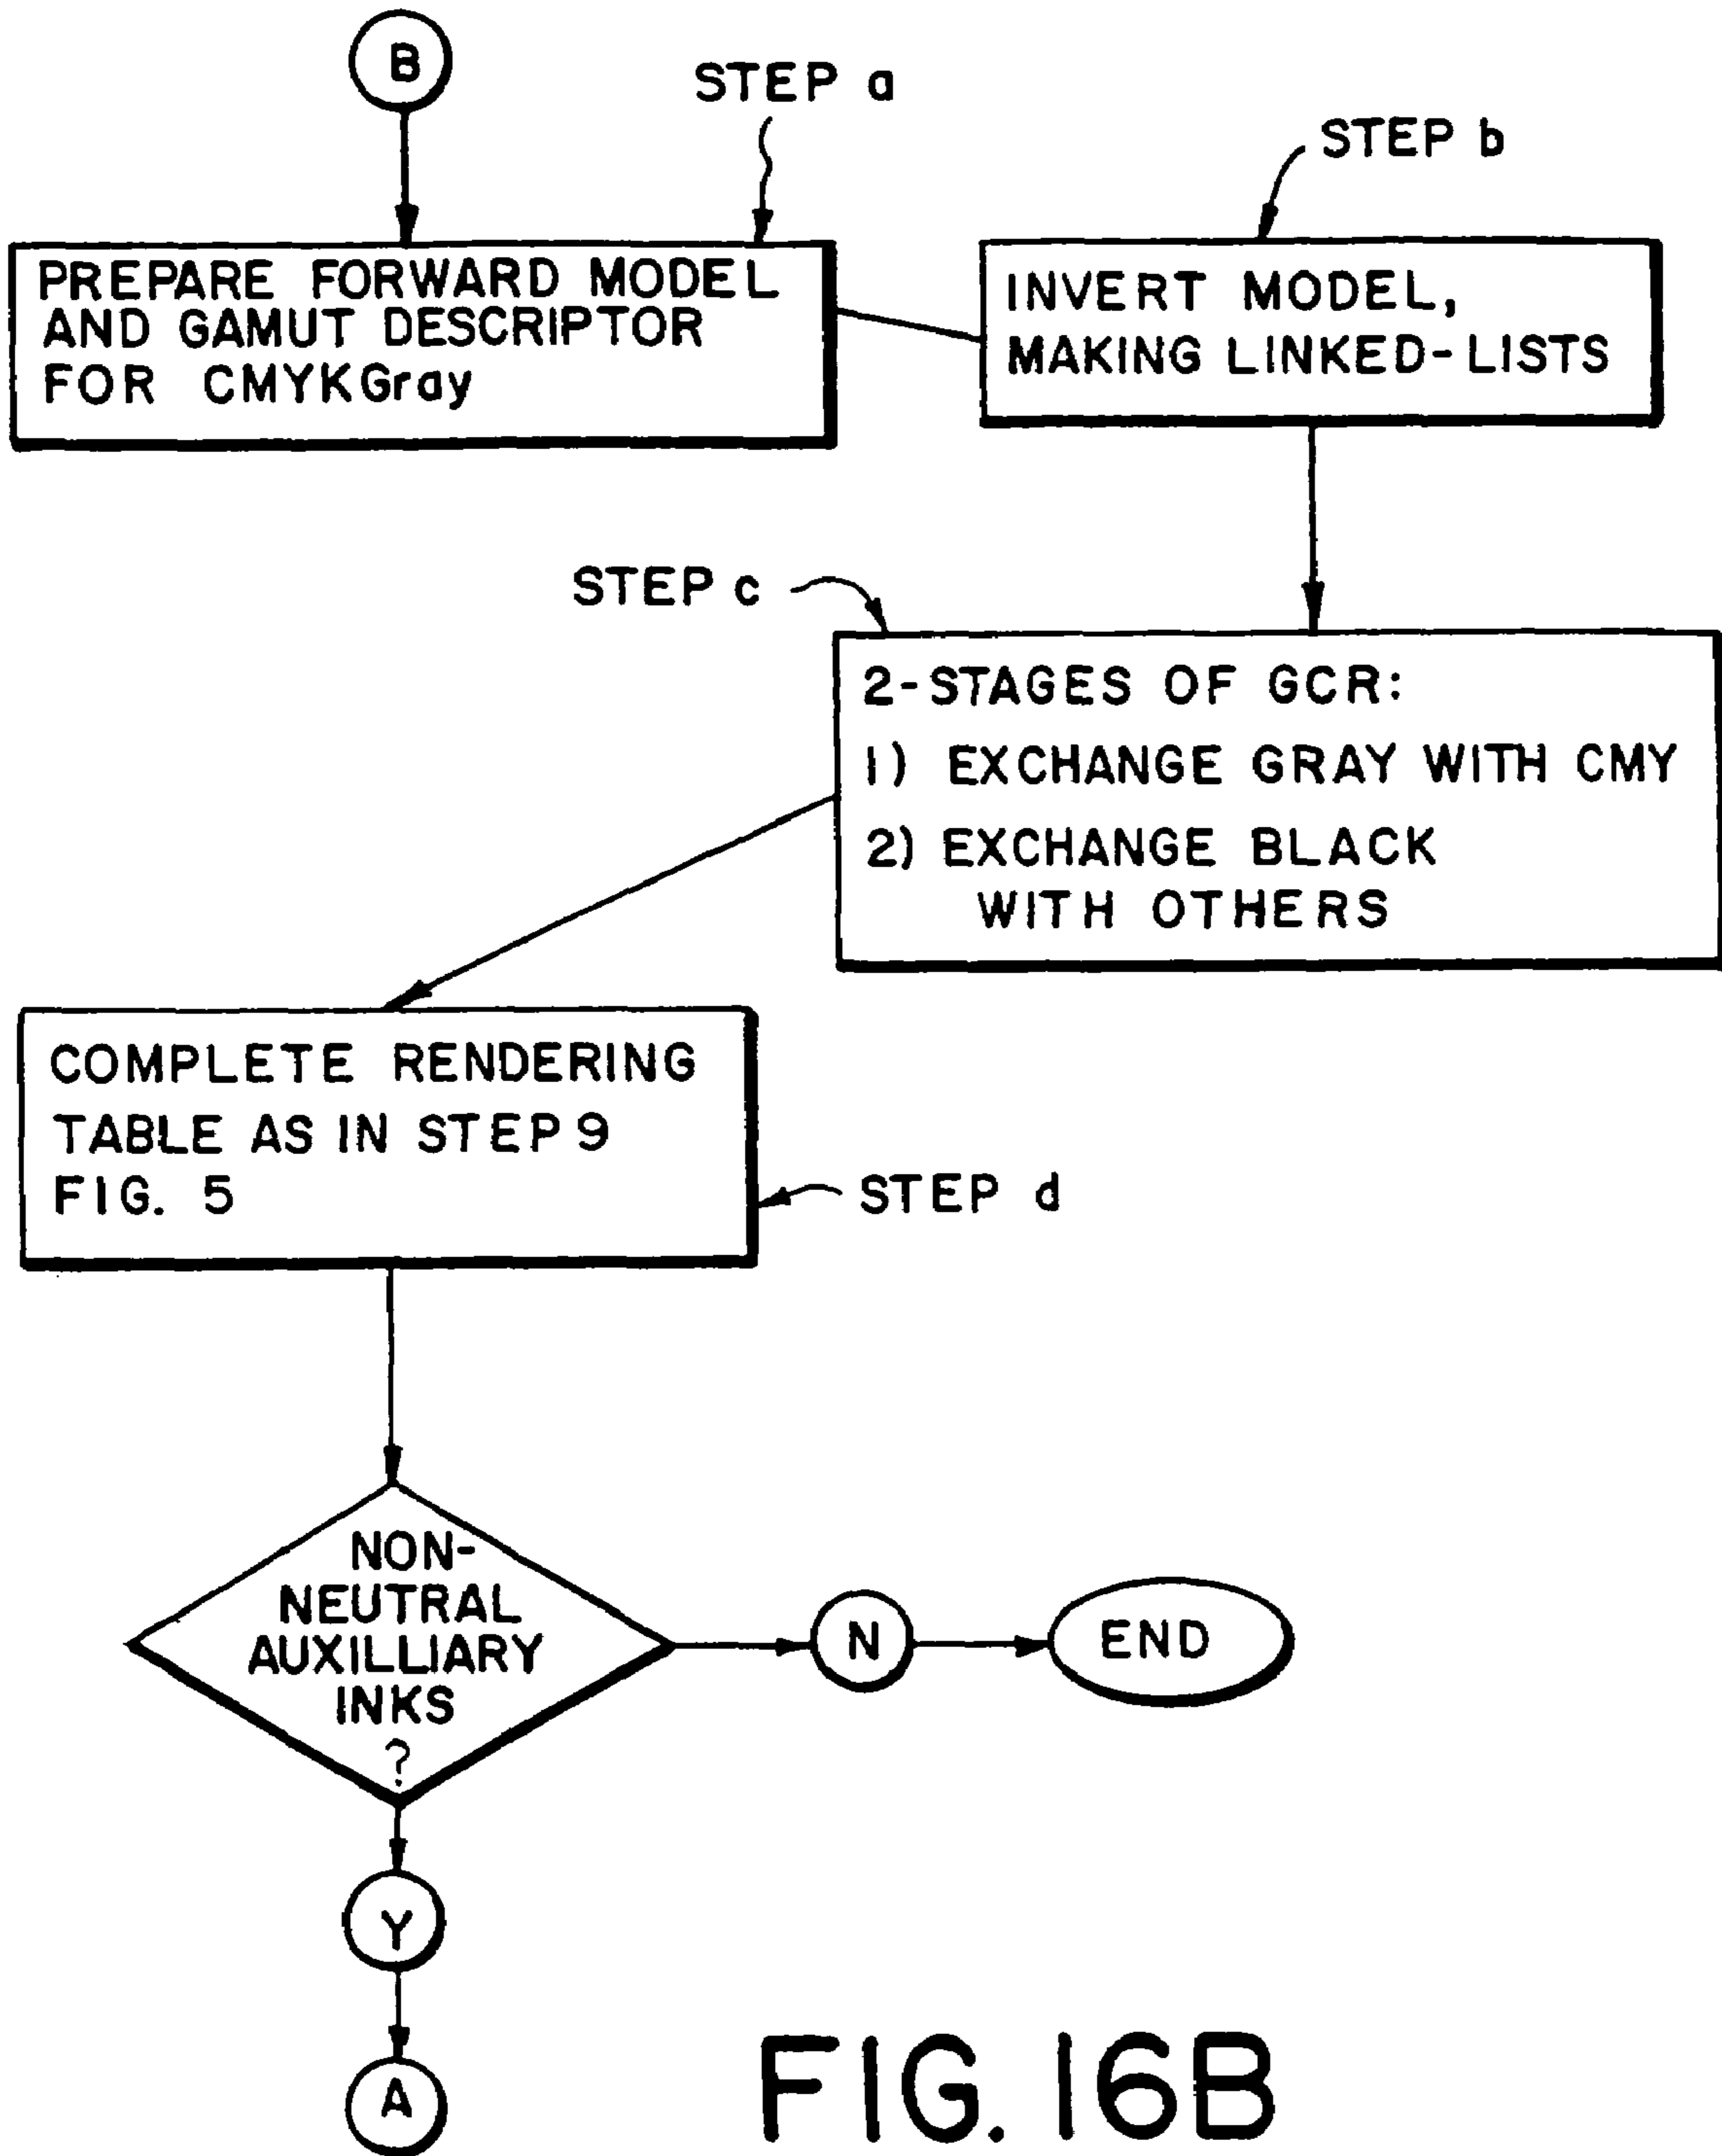 B
STEP a
STEP b
PREPARE FORWARD MODEL
AND GAMUT DESCRIPTOR
FOR CMYKGray
INVERT MODEL,
MAKING LINKED-LISTS
STEP c
2-STAGES OF GCR:
1) EXCHANGE GRAY WITH CMY
2) EXCHANGE BLACK
WITH OTHERS
COMPLETE RENDERING
TABLE AS IN STEP 9
FIG. 5
STEP d
NON-
NEUTRAL
AUXILLIARY
INKS
?
N
END
Y
A
FIG. 16B